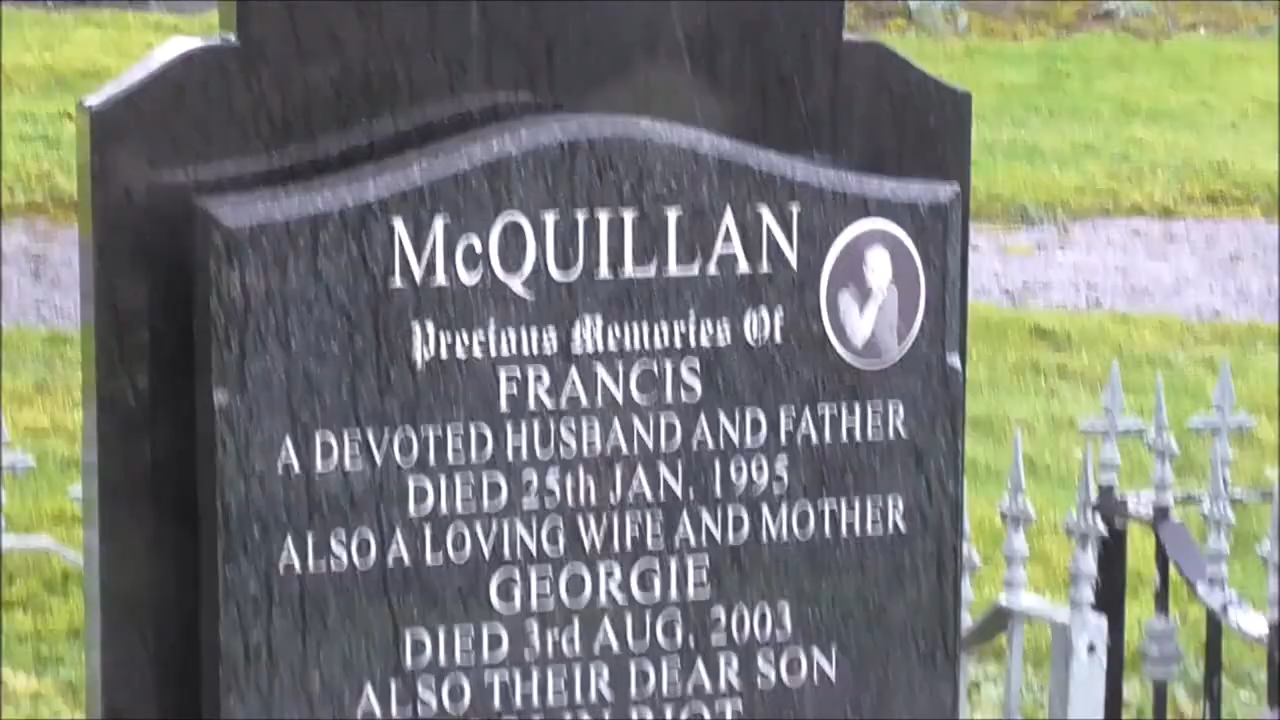 McQUILLAN
Precious Memories Of
FRANCIS
A DEVOTED HUSBAND AND FATHER
DIED 25th JAN. 1995
ALSO A LOVING WIFE AND MOTHER
GEORGIE
DIED 3rd AUG. 2003
ALSO THEIR DEAR SON
RIOT